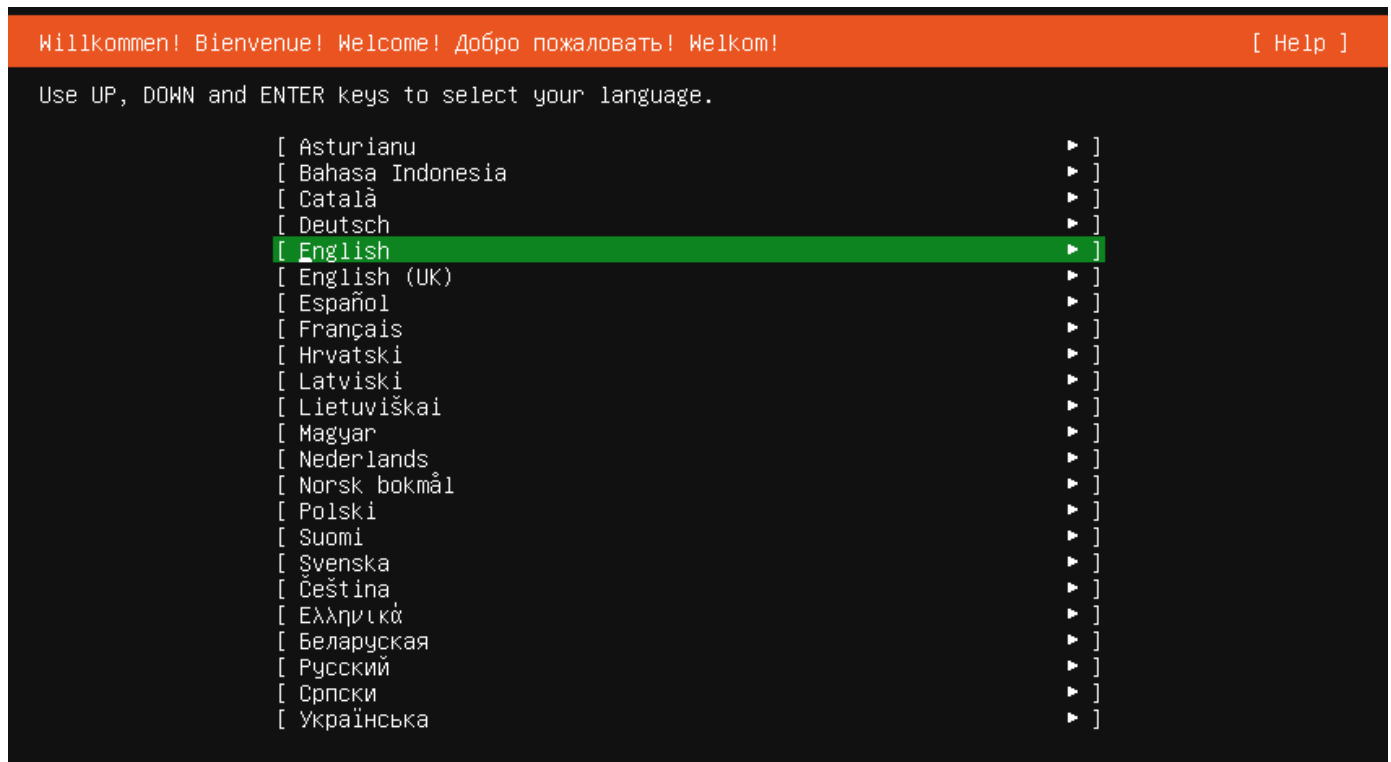 Willkommen! Bienvenue! Welcome! Добро пожаловать! Welkom! [ Help ]
Use UP, DOWN and ENTER keys to select your language.
[ Asturianu ► ]
[ Bahasa Indonesia ► ]
[ Català ► ]
[ Deutsch ► ]
[ English ► ]
[ English (UK) ► ]
[ Español ► ]
[ Français ► ]
[ Hrvatski ► ]
[ Latviski ► ]
[ Lietuviškai ► ]
[ Magyar ► ]
[ Nederlands ► ]
[ Norsk bokmål ► ]
[ Polski ► ]
[ Suomi ► ]
[ Svenska ► ]
[ Čeština ► ]
[ Ελληνικά ► ]
[ Беларуская ► ]
[ Русский ► ]
[ Српски ► ]
[ Українська ► ]